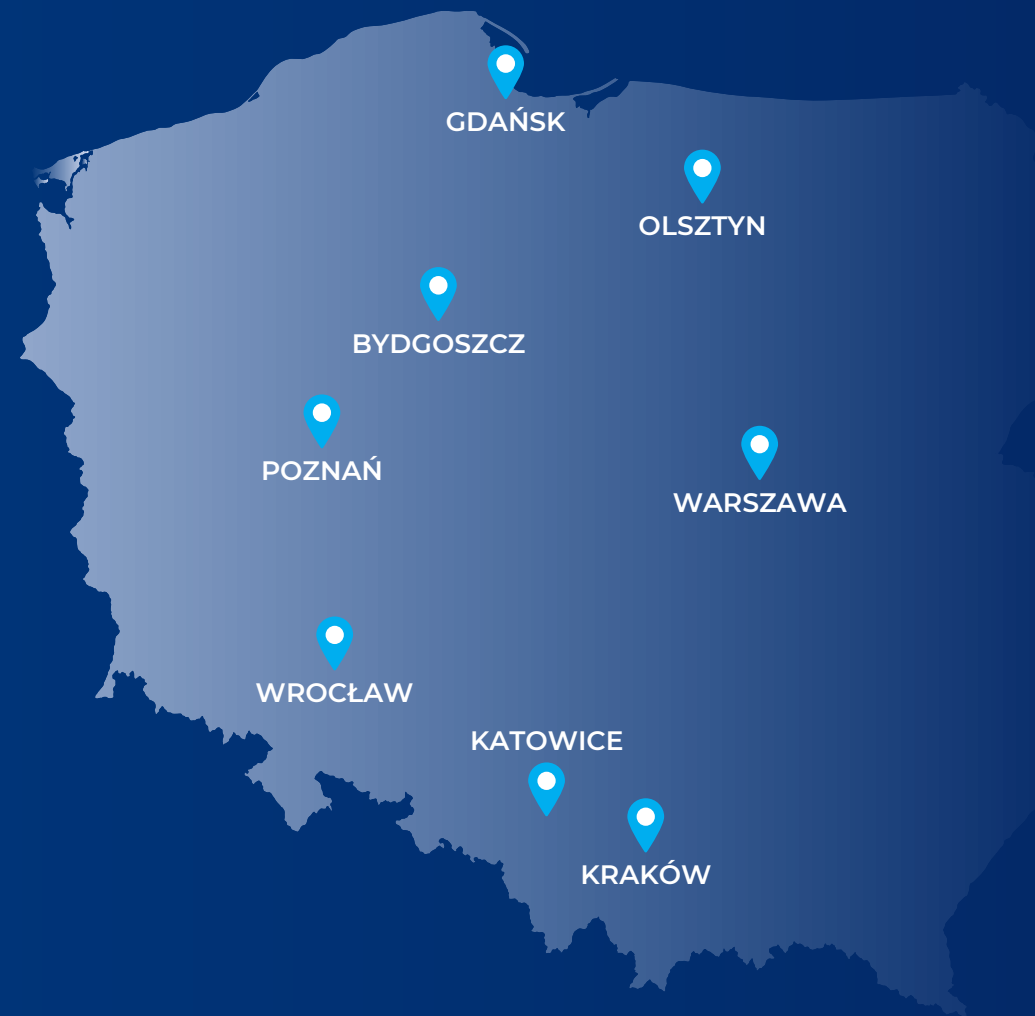 GDAŃSK
OLSZTYN
BYDGOSZCZ
POZNAŃ
WARSZAWA
WROCŁAW
KATOWICE
KRAKÓW